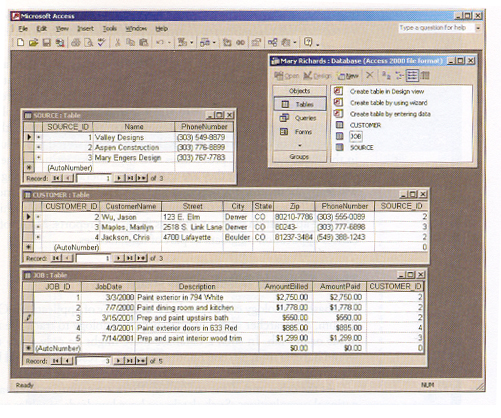 Microsoft Access
File Edit View Insert Tools Window Help
Type a question for help
Mary Richards : Database (Access 2000 file format)
Open Design New
Objects
Tables
Queries
Forms
Groups
Create table in Design view
Create table by using wizard
Create table by entering data
CUSTOMER
JOB
SOURCE
SOURCE : Table
SOURCE_ID Name PhoneNumber
1 Valley Designs (303) 549-8879
2 Aspen Construction (303) 776-8899
3 Mary Engers Design (303) 767-7783
(AutoNumber)
Record: 1 of 3
CUSTOMER : Table
CUSTOMER_ID CustomerName Street City State Zip PhoneNumber SOURCE_ID
2 Wu, Jason 123 E. Elm Denver CO 80210-7786 (303) 555-0089 2
3 Maples, Marilyn 2518 S. Link Lane Denver CO 80243- (303) 777-6898 3
4 Jackson, Chris 4700 Lafayette Boulder CO 81237-3484 (549) 388-1243 2
(AutoNumber) 0
Record: 1 of 3
JOB : Table
JOB_ID JobDate Description AmountBilled AmountPaid CUSTOMER_ID
1 3/3/2000 Paint exterior in 794 White $2,750.00 $2,750.00 2
2 7/7/2000 Paint dining room and kitchen $1,778.00 $1,778.00 2
3 3/15/2001 Prep and paint upstairs bath $550.00 $550.00 2
4 4/3/2001 Paint exterior doors in 633 Red $885.00 $885.00 4
5 7/14/2001 Prep and paint interior wood trim $1,299.00 $1,299.00 3
(AutoNumber) $0.00 $0.00 0
Record: 3 of 5
Ready
NUM